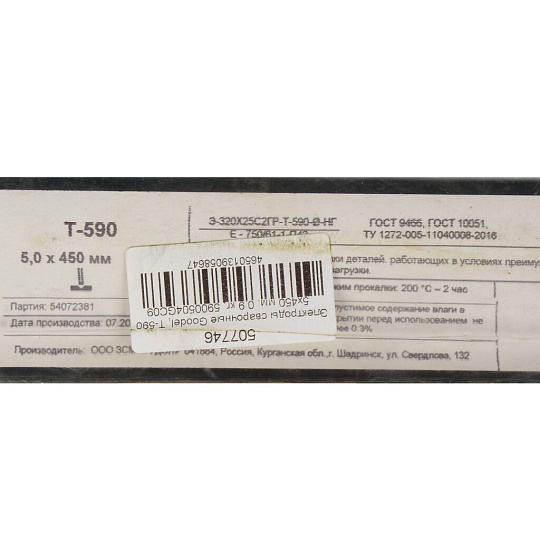 Т-590
5,0 х 450 мм
Партия: 54072381
Дата производства: 07.20
Производитель: ООО ЗСМ
641884, Россия, Курганская обл., г. Шадринск, ул. Свердлова, 132
Э-320Х25С2ГР-Т-590-Ø-НГ
Е - 750/61-1-П42
ГОСТ 9466, ГОСТ 10051,
ТУ 1272-005-11040008-2016
ки деталей, работающих в условиях преиму
нагрузки.
ким прокалки: 200 °С – 2 час
пустимое содержание влаги в
рытии перед использованием не
ее 0.3%
507746
Электроды сварочные Goodel, Т-590
5х450 мм 0.9 кг 5900504GC09
4650139058647